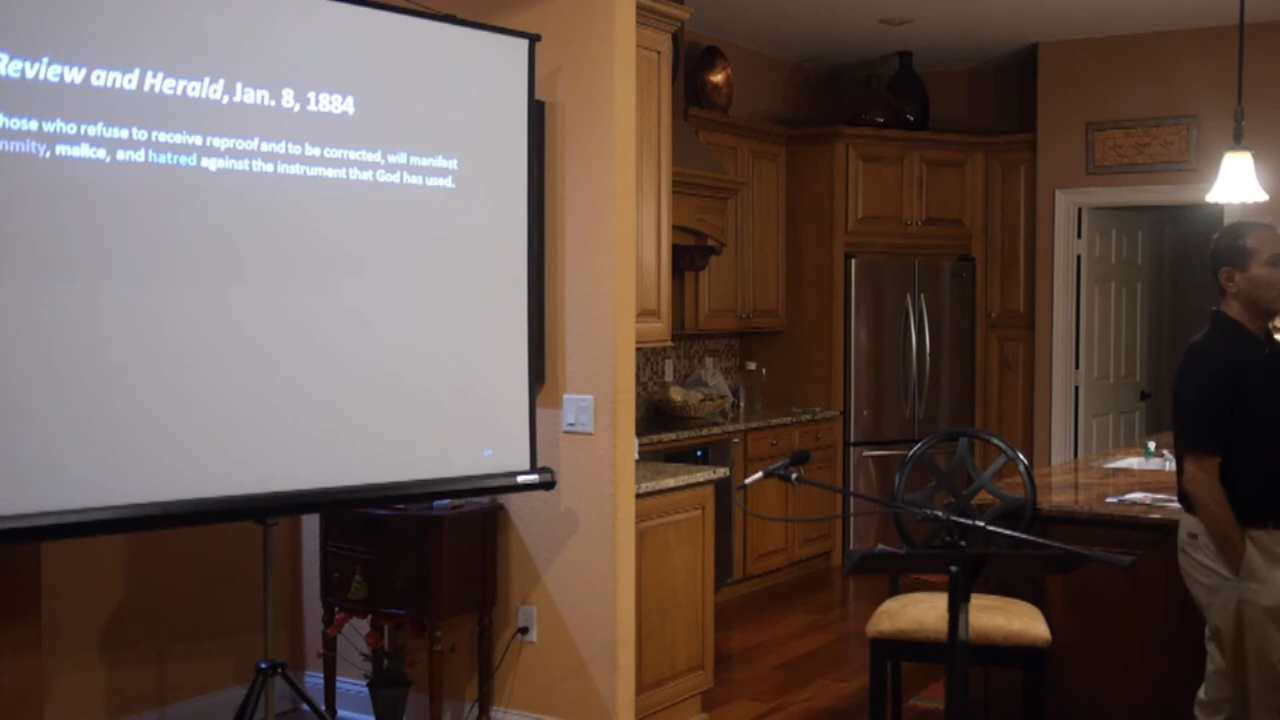 Review and Herald, Jan. 8, 1884
hose who refuse to receive reproof and to be corrected, will manifest
nmity, malice, and hatred against the instrument that God has used.